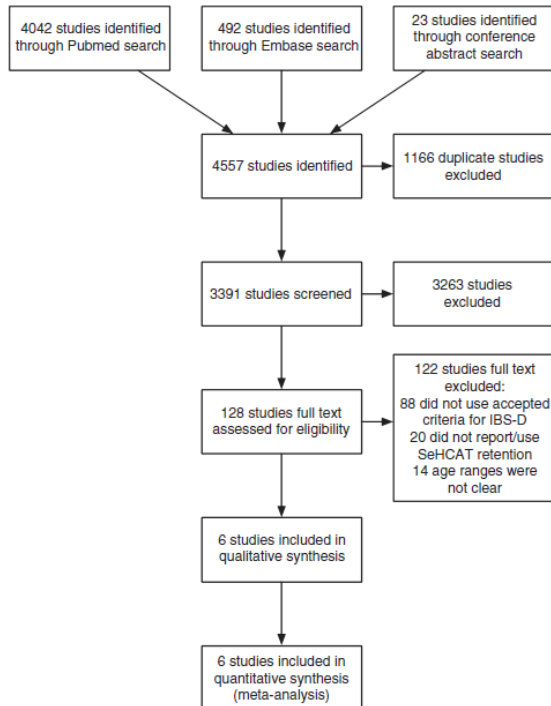 4042 studies identified
through Pubmed search
492 studies identified
through Embase search
23 studies identified
through conference
abstract search
4557 studies identified
1166 duplicate studies
excluded
3391 studies screened
3263 studies
excluded
128 studies full text
assessed for eligibility
122 studies full text
excluded:
88 did not use accepted
criteria for IBS-D
20 did not report/use
SeHCAT retention
14 age ranges were
not clear
6 studies included in
qualitative synthesis
6 studies included in
quantitative synthesis
(meta-analysis)